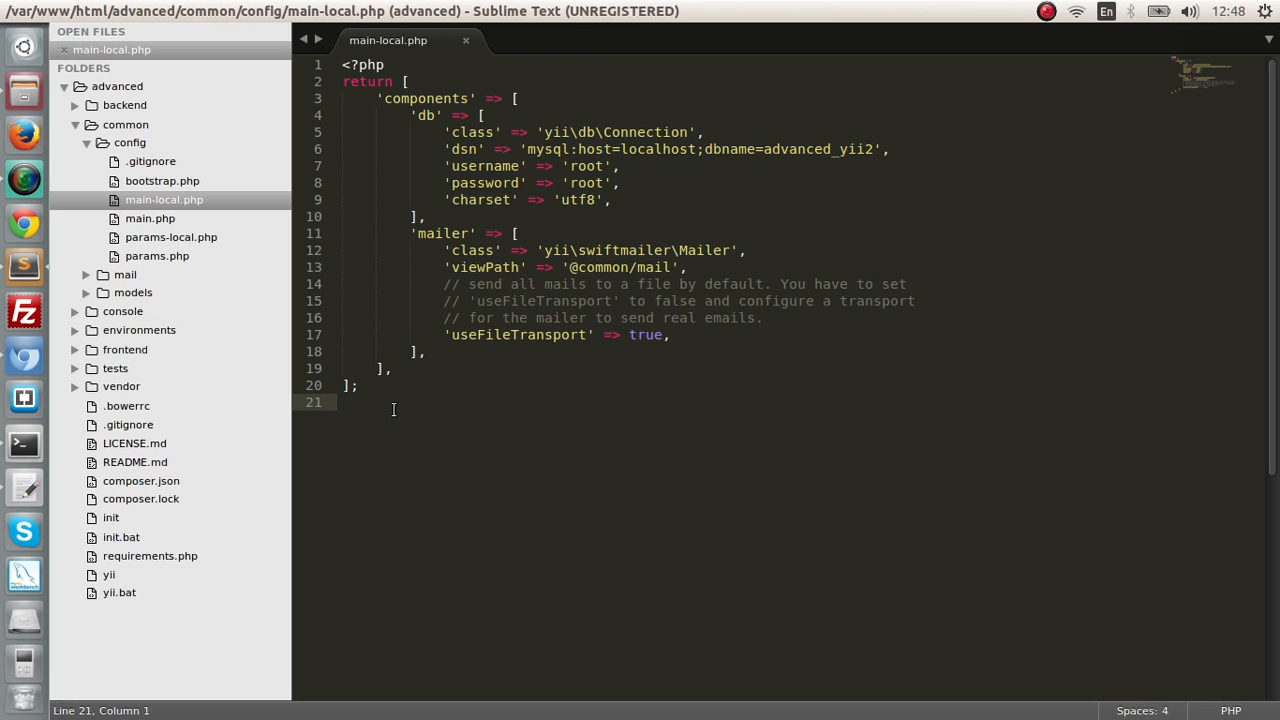 /var/www/html/advanced/common/config/main-local.php (advanced) - Sublime Text (UNREGISTERED)
En
12:48
OPEN FILES
main-local.php
FOLDERS
advanced
backend
common
config
.gitignore
bootstrap.php
main-local.php
main.php
params-local.php
params.php
mail
models
console
environments
frontend
tests
vendor
.bowerrc
.gitignore
LICENSE.md
README.md
composer.json
composer.lock
init
init.bat
requirements.php
yii
yii.bat
main-local.php
1 <?php
2 return [
3     'components' => [
4         'db' => [
5             'class' => 'yii\db\Connection',
6             'dsn' => 'mysql:host=localhost;dbname=advanced_yii2',
7             'username' => 'root',
8             'password' => 'root',
9             'charset' => 'utf8',
10         ],
11         'mailer' => [
12             'class' => 'yii\swiftmailer\Mailer',
13             'viewPath' => '@common/mail',
14             // send all mails to a file by default. You have to set
15             // 'useFileTransport' to false and configure a transport
16             // for the mailer to send real emails.
17             'useFileTransport' => true,
18         ],
19     ],
20 ];
21
Line 21, Column 1
Spaces: 4
PHP